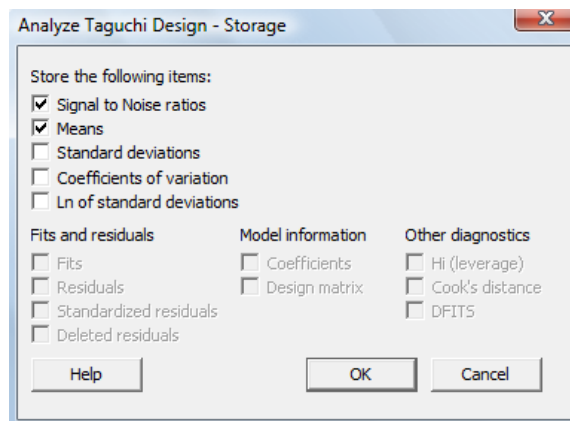 Analyze Taguchi Design - Storage
Store the following items:
Signal to Noise ratios
Means
Standard deviations
Coefficients of variation
Ln of standard deviations
Fits and residuals
Fits
Residuals
Standardized residuals
Deleted residuals
Model information
Coefficients
Design matrix
Other diagnostics
Hi (leverage)
Cook's distance
DFITS
Help
OK
Cancel